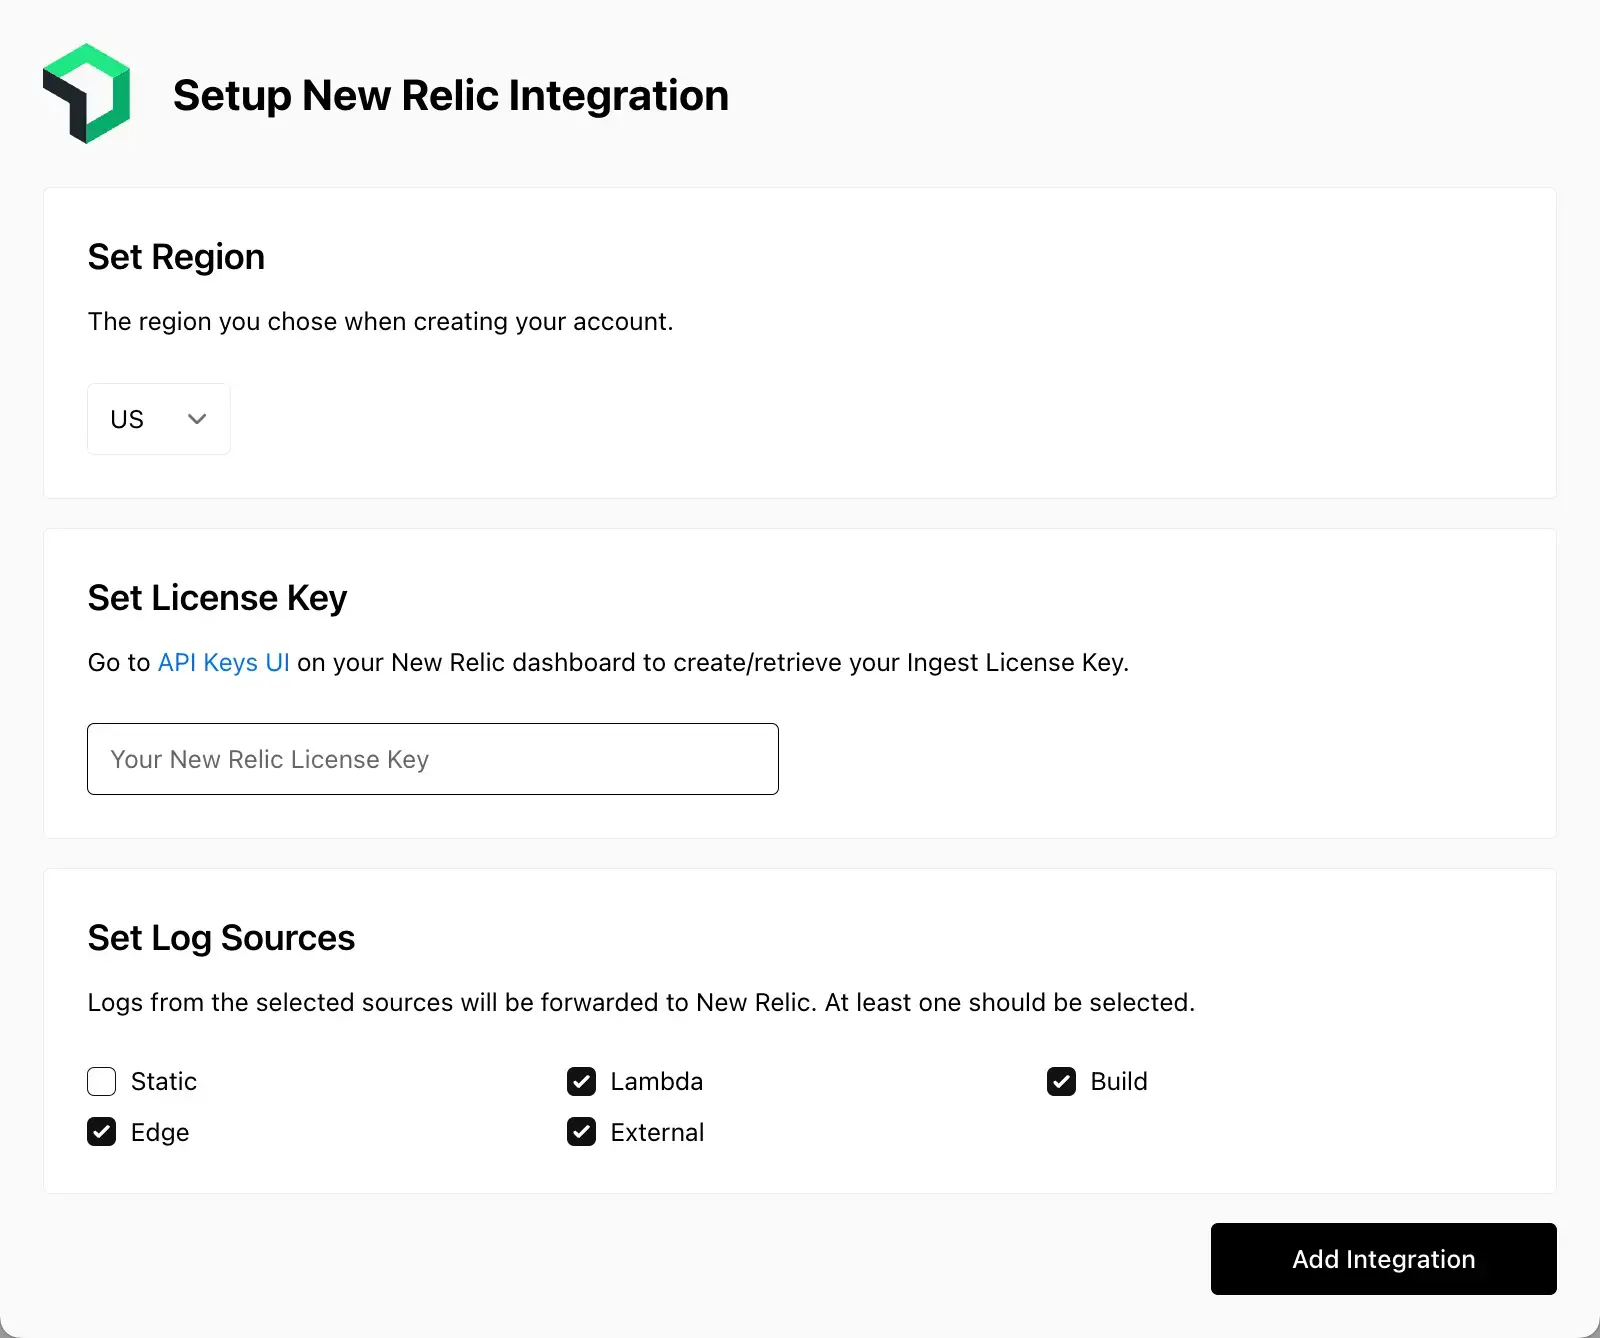 Setup New Relic Integration
Set Region
The region you chose when creating your account.
US
Set License Key
Go to API Keys UI on your New Relic dashboard to create/retrieve your Ingest License Key.
Your New Relic License Key
Set Log Sources
Logs from the selected sources will be forwarded to New Relic. At least one should be selected.
Static Lambda Build
Edge External
Add Integration